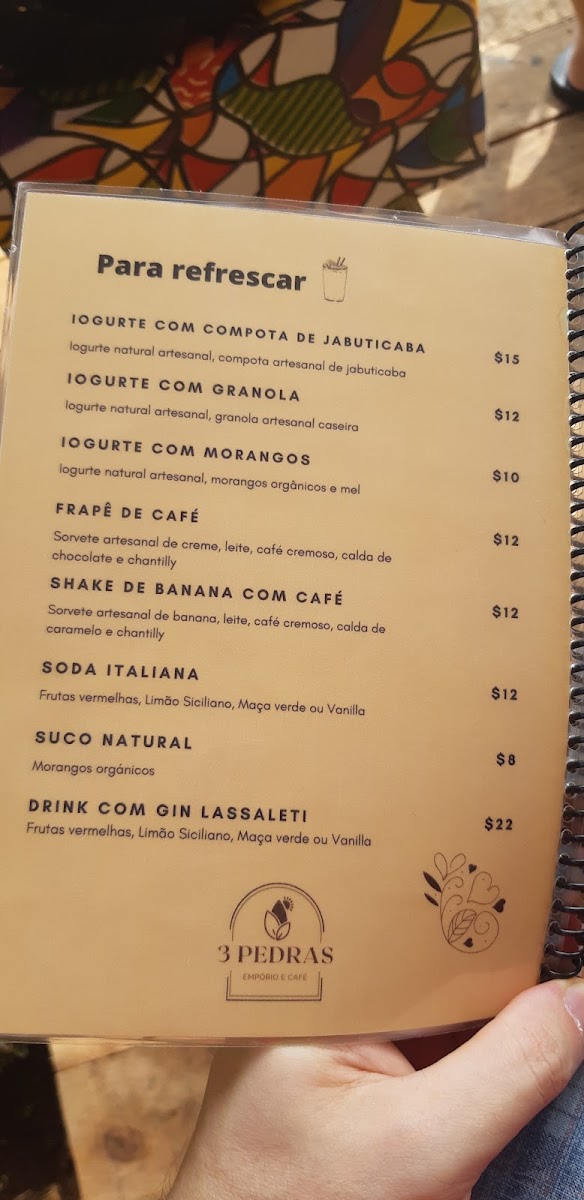 Para refrescar
IOGURTE COM COMPOTA DE JABUTICABA
$15
Iogurte natural artesanal, compota artesanal de jabuticaba
IOGURTE COM GRANOLA
$12
Iogurte natural artesanal, granola artesanal caseira
IOGURTE COM MORANGOS
$10
Iogurte natural artesanal, morangos orgânicos e mel
FRAPÊ DE CAFÉ
$12
Sorvete artesanal de creme, leite, café cremoso, calda de
chocolate e chantilly
SHAKE DE BANANA COM CAFÉ
$12
Sorvete artesanal de banana, leite, café cremoso, calda de
caramelo e chantilly
SODA ITALIANA
$12
Frutas vermelhas, Limão Siciliano, Maça verde ou Vanilla
SUCO NATURAL
$8
Morangos orgánicos
DRINK COM GIN LASSALETI
$22
Frutas vermelhas, Limão Siciliano, Maça verde ou Vanilla
3 PEDRAS
EMPÓRIO E CAFÉ